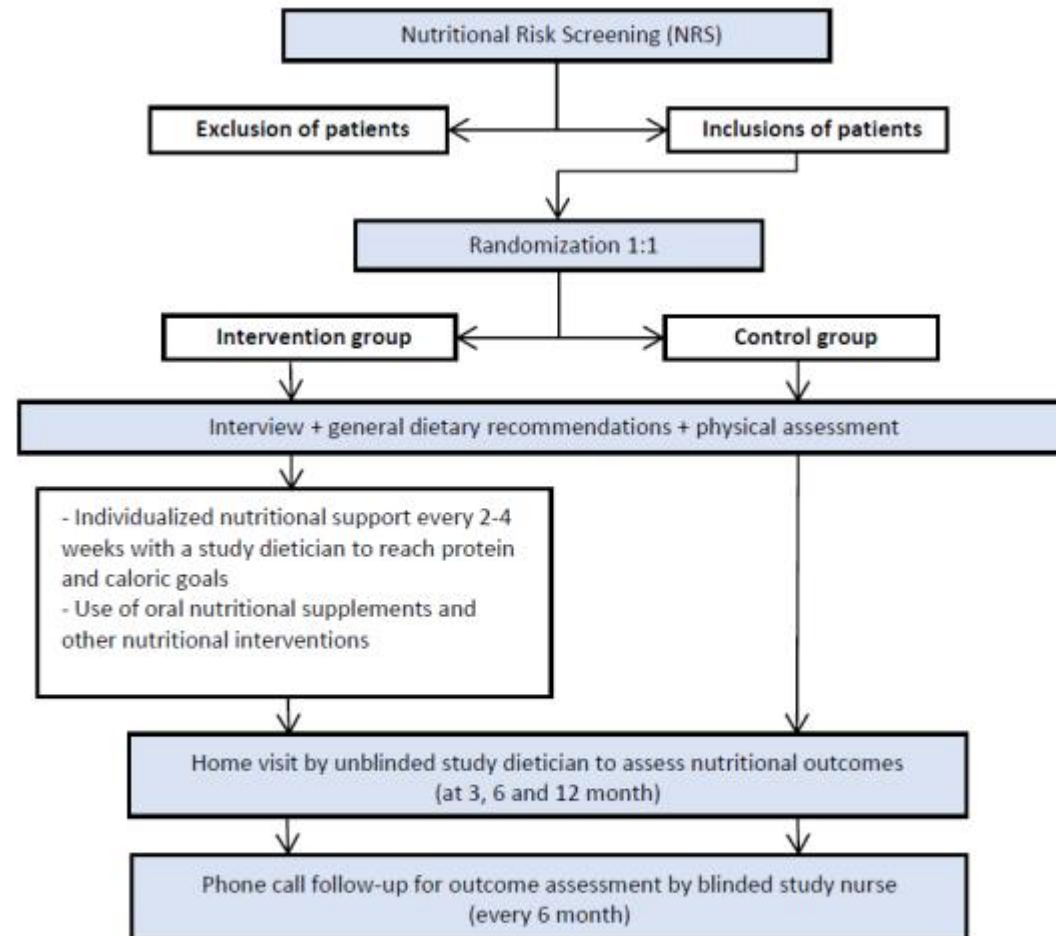 Nutritional Risk Screening (NRS)
Exclusion of patients
Inclusions of patients
Randomization 1:1
Intervention group
Control group
Interview + general dietary recommendations + physical assessment
- Individualized nutritional support every 2-4
weeks with a study dietician to reach protein
and caloric goals
- Use of oral nutritional supplements and
other nutritional interventions
Home visit by unblinded study dietician to assess nutritional outcomes
(at 3, 6 and 12 month)
Phone call follow-up for outcome assessment by blinded study nurse
(every 6 month)